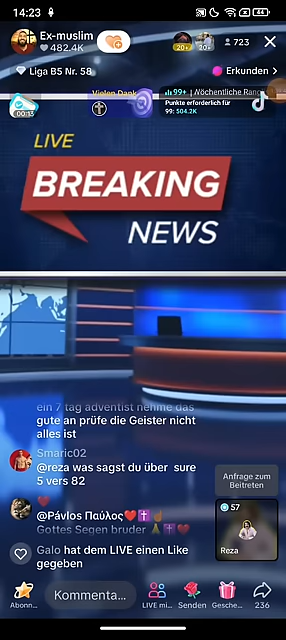 14:23
44
Ex-muslim
482.4K
20+
20+
723
Liga B5 Nr. 58
Erkunden >
00:13
Vielen Dank
99+ | Wöchentliche Rang
Punkte erforderlich für
99: 504.2K
LIVE
BREAKING
NEWS
ein 7 tag adventist nehme das
gute an prüfe die Geister nicht
alles ist
Smaric02
@reza was sagst du über sure
5 vers 82
Anfrage zum
Beitreten
57
Reza
@Pávlos Παύλος❤️✝️☝️
Gottes Segen bruder 🙏✝️❤️
Galo hat dem LIVE einen Like
gegeben
Abonn...
Kommenta...
LIVE mi...
Senden
Gesche...
236